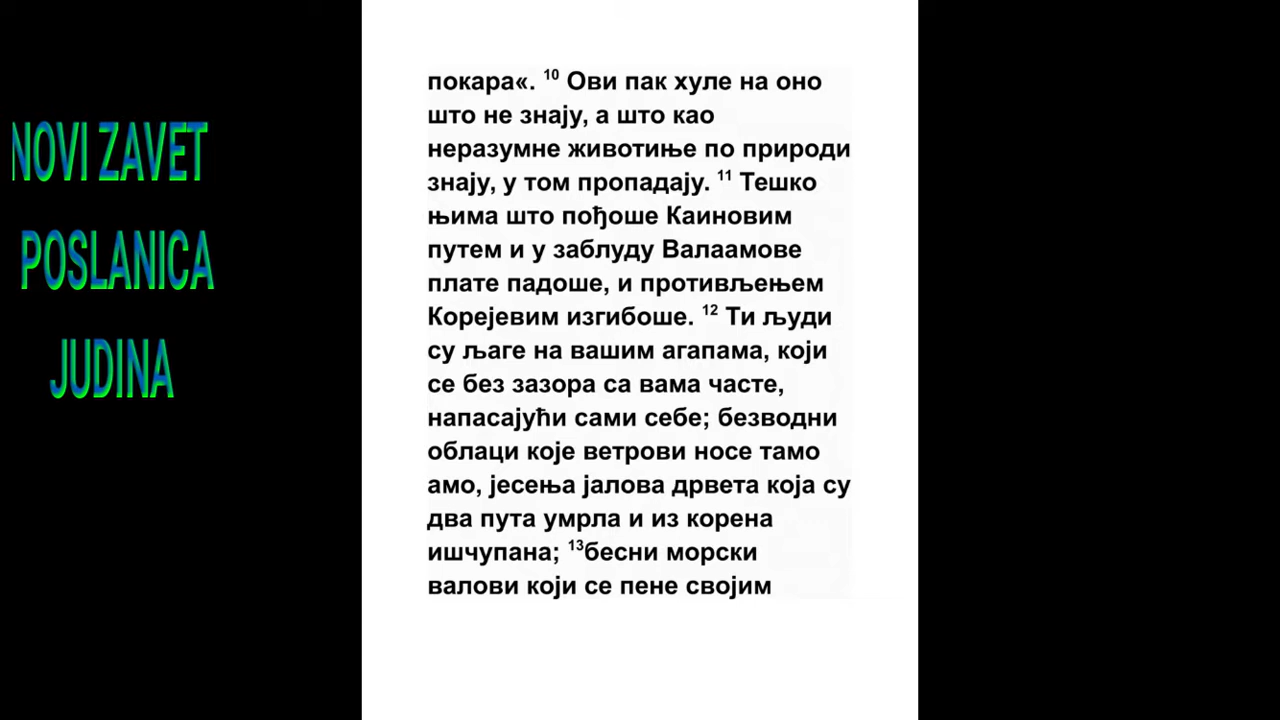 NOVI ZAVET
POSLANICA
JUDINA
покара«. 10 Ови пак хуле на оно
што не знају, а што као
неразумне животиње по природи
знају, у том пропадају. 11 Тешко
њима што пођоше Каиновим
путем и у заблуду Валаамове
плате падоше, и противљењем
Корејевим изгибоше. 12 Ти људи
су љаге на вашим агапама, који
се без зазора са вама часте,
напасајући сами себе; безводни
облаци које ветрови носе тамо
амо, јесења јалова дрвета која су
два пута умрла и из корена
ишчупана; 13бесни морски
валови који се пене својим